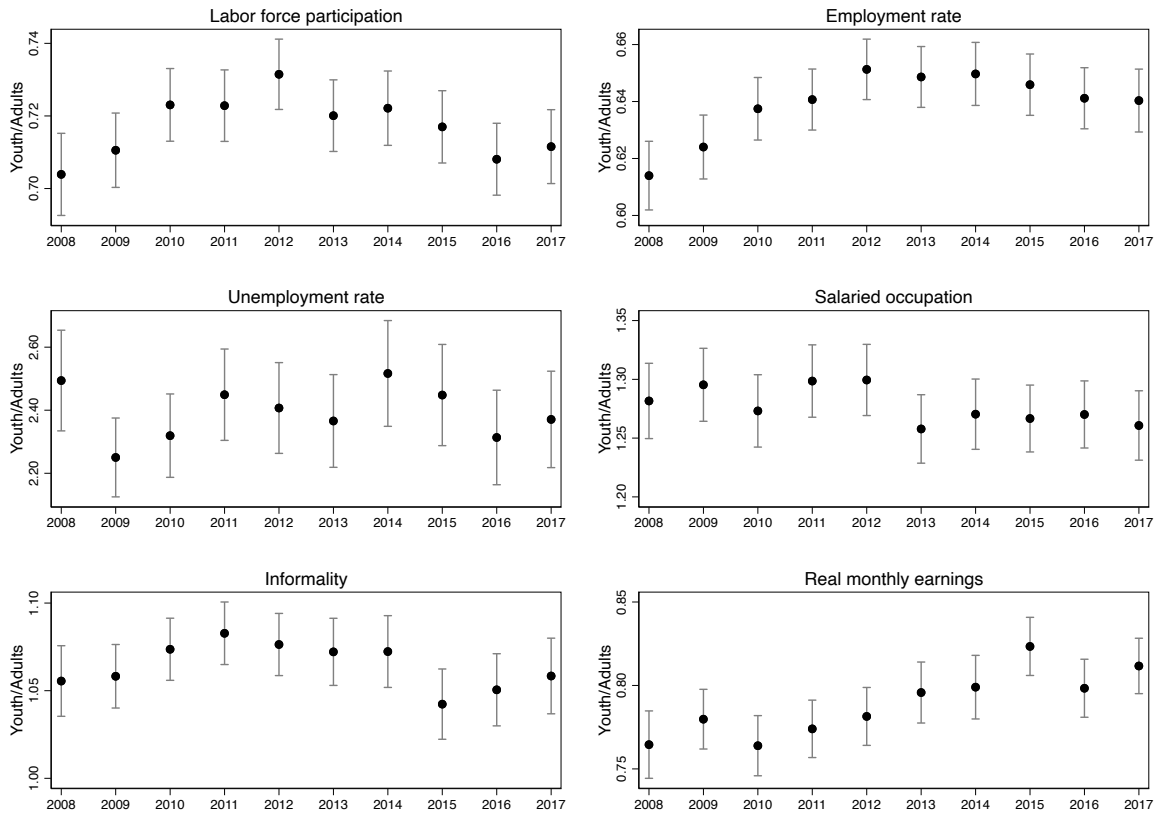 Labor force participation
Youth/Adults
0.74
0.72
0.70
2008 2009 2010 2011 2012 2013 2014 2015 2016 2017
Employment rate
Youth/Adults
0.66
0.64
0.62
0.60
2008 2009 2010 2011 2012 2013 2014 2015 2016 2017
Unemployment rate
Youth/Adults
2.60
2.40
2.20
2008 2009 2010 2011 2012 2013 2014 2015 2016 2017
Salaried occupation
Youth/Adults
1.35
1.30
1.25
1.20
2008 2009 2010 2011 2012 2013 2014 2015 2016 2017
Informality
Youth/Adults
1.10
1.05
1.00
2008 2009 2010 2011 2012 2013 2014 2015 2016 2017
Real monthly earnings
Youth/Adults
0.85
0.80
0.75
2008 2009 2010 2011 2012 2013 2014 2015 2016 2017